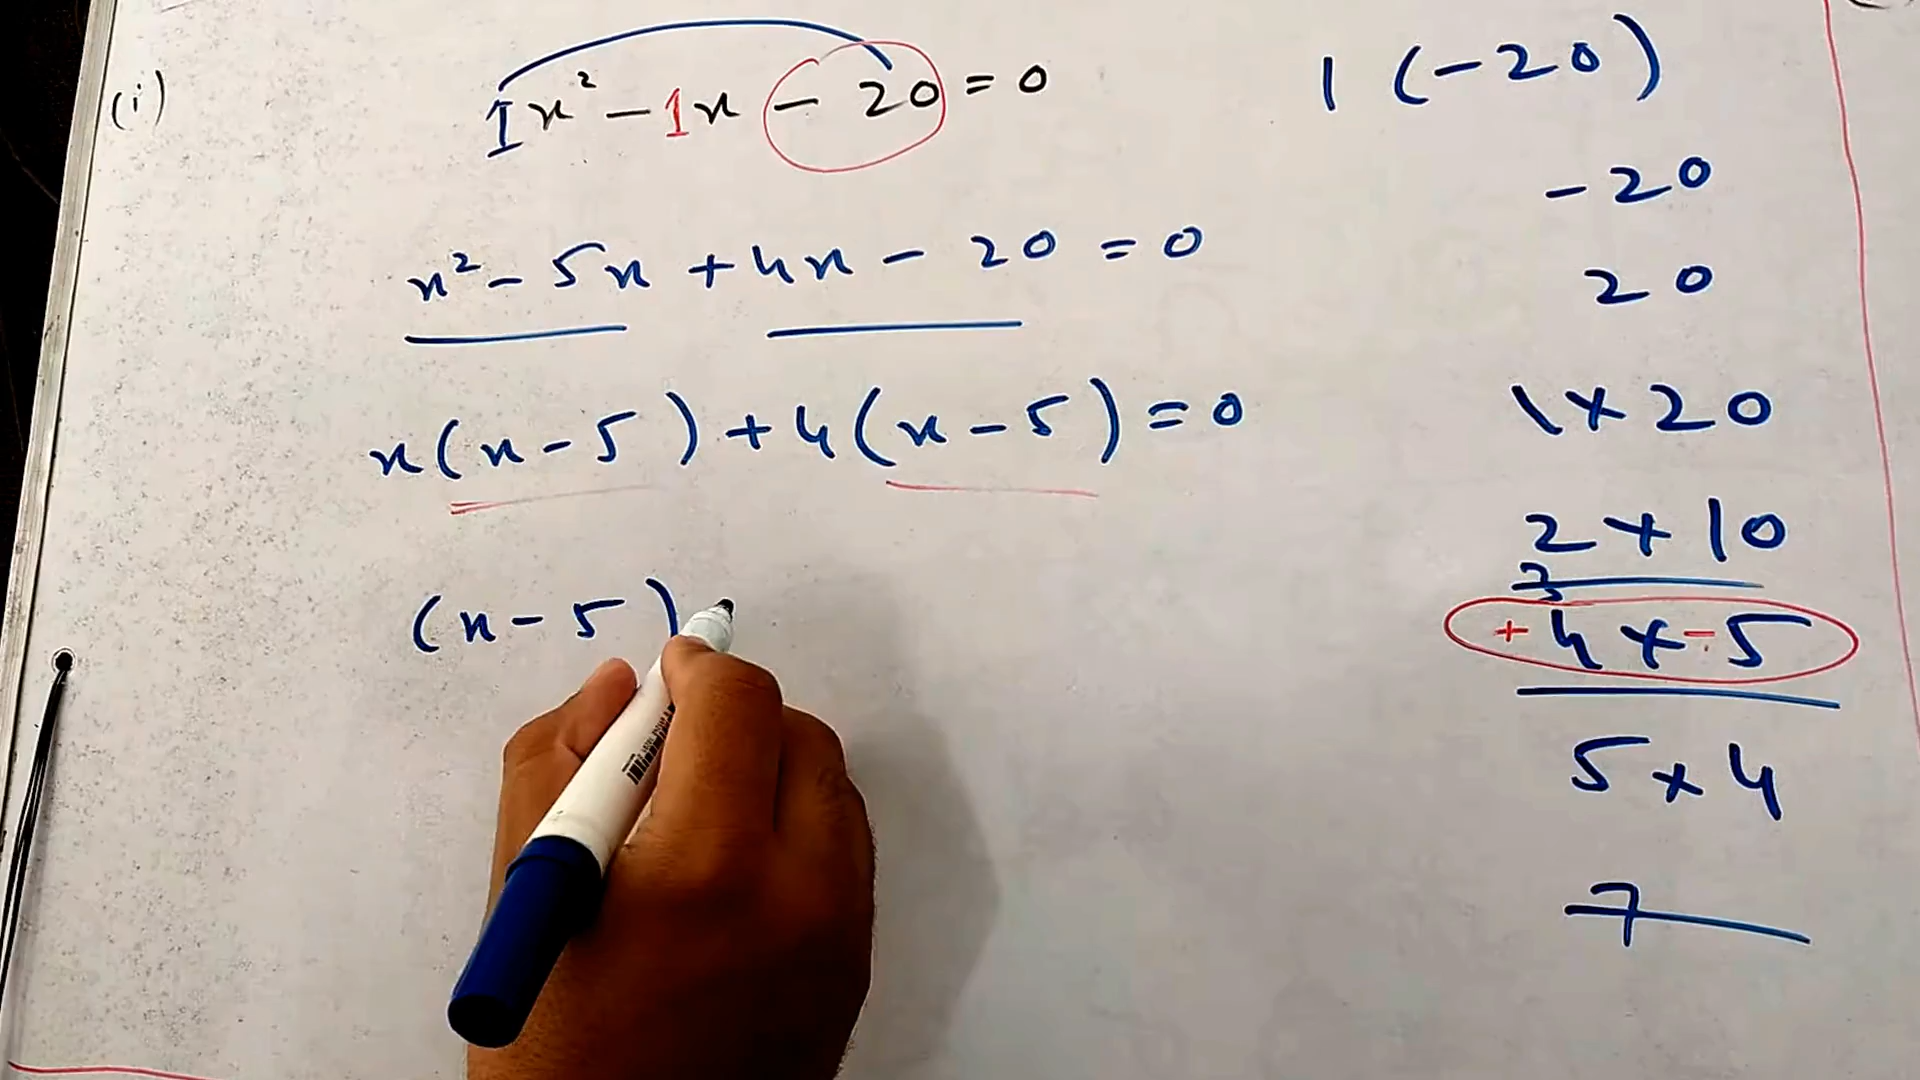 (i) 1x² - 1x - 20 = 0
x² - 5x + 4x - 20 = 0
x(x - 5) + 4(x - 5) = 0
(x - 5)
1 (-20)
-20
20
1 × 20
2 × 10
3
+4 × -5
5 × 4
7